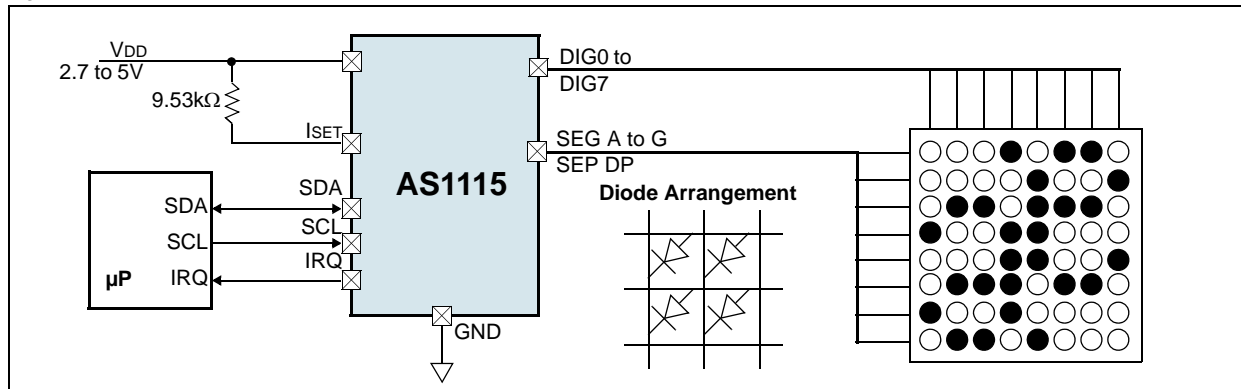 VDD
2.7 to 5V
9.53kΩ
ISET
SDA
SCL
IRQ
µP
SDA
SCL
IRQ
AS1115
GND
DIG0 to
DIG7
SEG A to G
SEP DP
Diode Arrangement